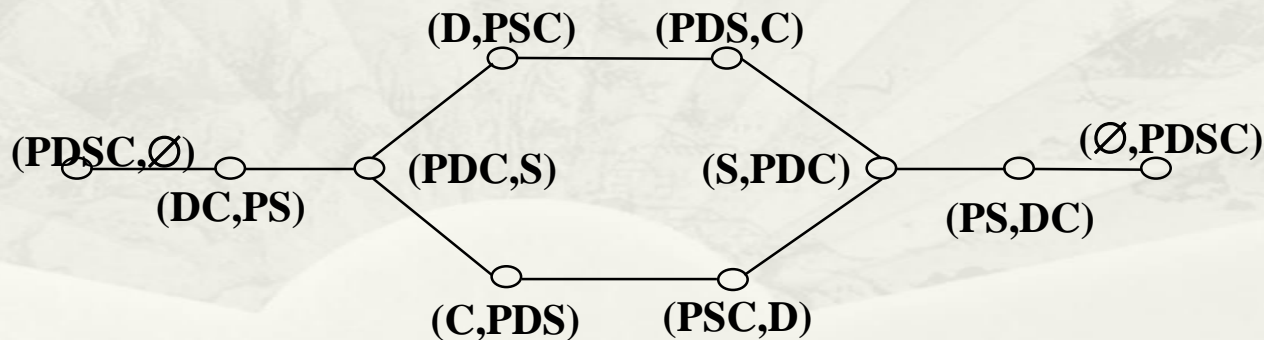 (D,PSC) (PDS,C)
(PDSC,∅) (∅,PDSC)
(PDC,S) (S,PDC)
(DC,PS) (PS,DC)
(C,PDS) (PSC,D)